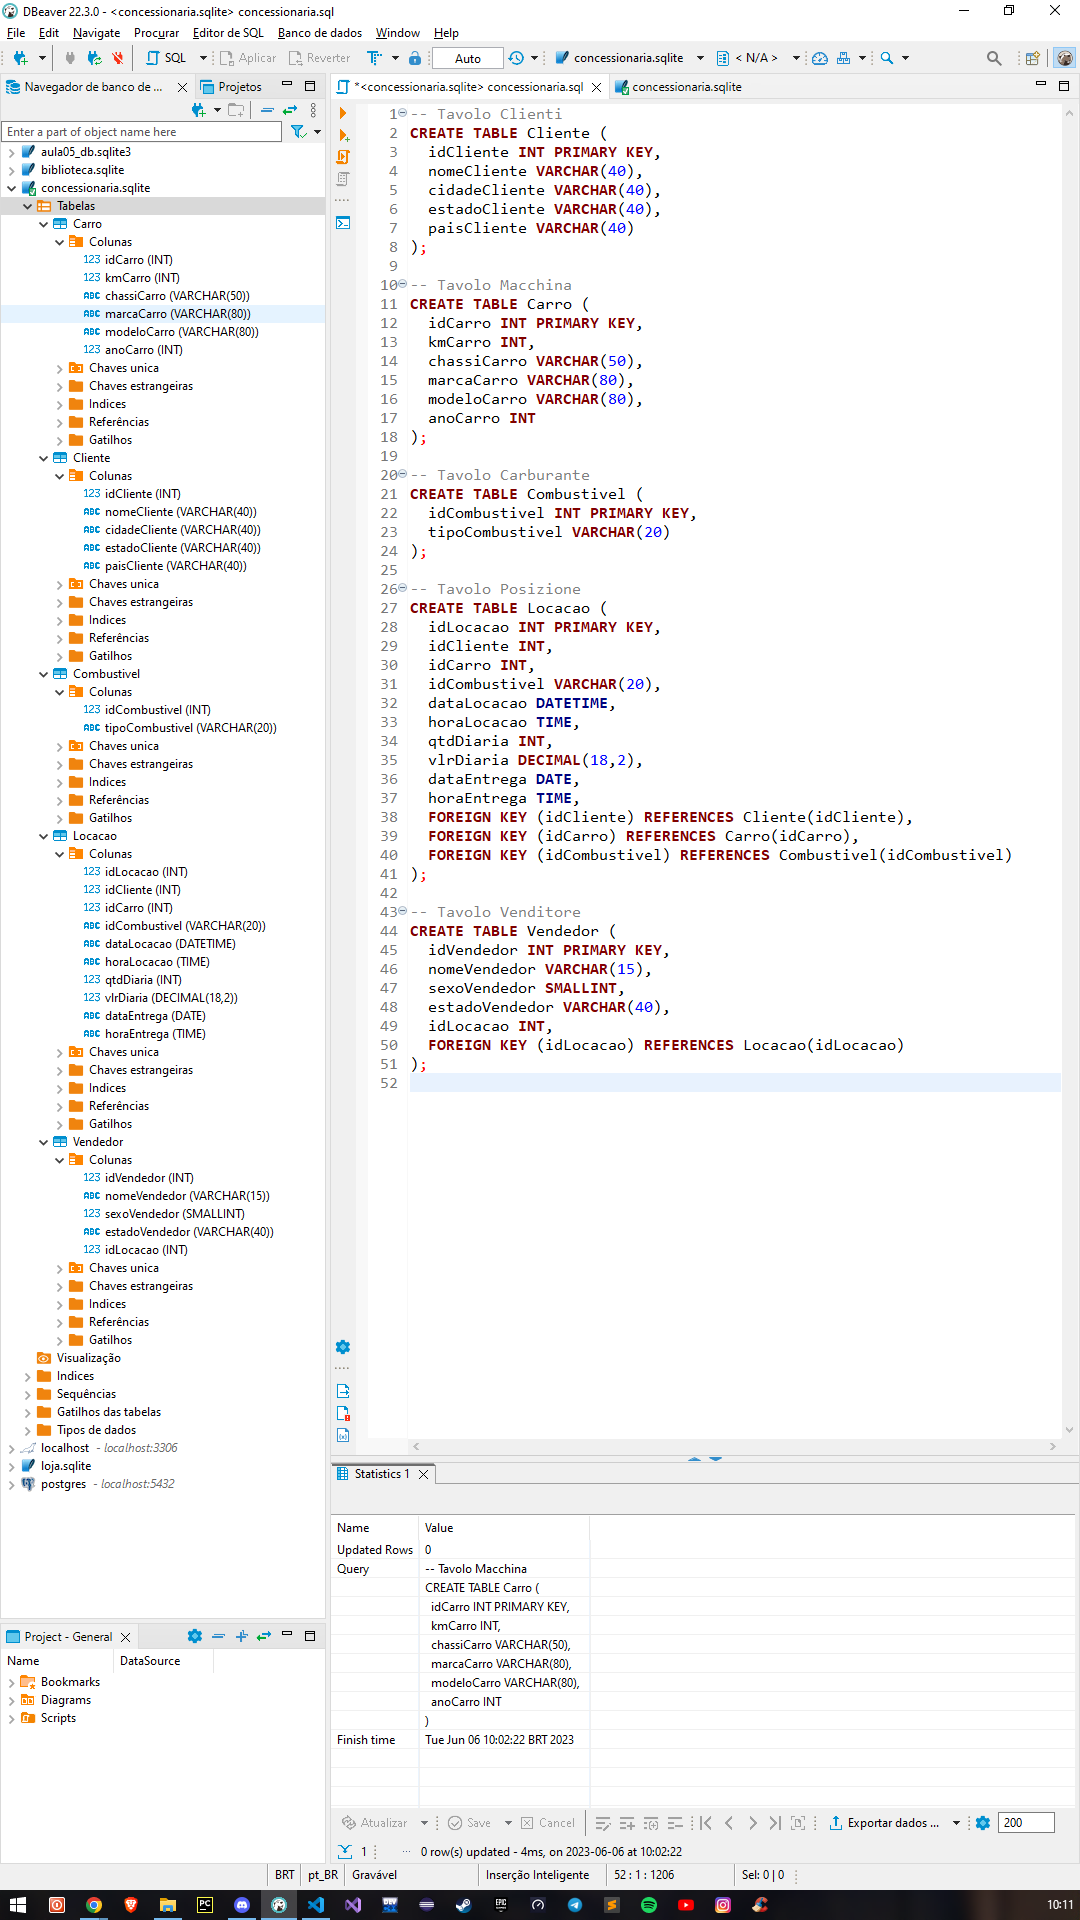 DBeaver 22.3.0 - <concessionaria.sqlite> concessionaria.sql
File Edit Navigate Procurar Editor de SQL Banco de dados Window Help
SQL Aplicar Reverter Auto concessionaria.sqlite < N/A >
Navegador de banco de ... Projetos
Enter a part of object name here
aula05_db.sqlite3
biblioteca.sqlite
concessionaria.sqlite
Tabelas
Carro
Colunas
123 idCarro (INT)
123 kmCarro (INT)
ABC chassiCarro (VARCHAR(50))
ABC marcaCarro (VARCHAR(80))
ABC modeloCarro (VARCHAR(80))
123 anoCarro (INT)
Chaves unica
Chaves estrangeiras
Indices
Referências
Gatilhos
Cliente
Colunas
123 idCliente (INT)
ABC nomeCliente (VARCHAR(40))
ABC cidadeCliente (VARCHAR(40))
ABC estadoCliente (VARCHAR(40))
ABC paisCliente (VARCHAR(40))
Chaves unica
Chaves estrangeiras
Indices
Referências
Gatilhos
Combustivel
Colunas
123 idCombustivel (INT)
ABC tipoCombustivel (VARCHAR(20))
Chaves unica
Chaves estrangeiras
Indices
Referências
Gatilhos
Locacao
Colunas
123 idLocacao (INT)
123 idCliente (INT)
123 idCarro (INT)
ABC idCombustivel (VARCHAR(20))
ABC dataLocacao (DATETIME)
ABC horaLocacao (TIME)
123 qtdDiaria (INT)
123 vlrDiaria (DECIMAL(18,2))
ABC dataEntrega (DATE)
ABC horaEntrega (TIME)
Chaves unica
Chaves estrangeiras
Indices
Referências
Gatilhos
Vendedor
Colunas
123 idVendedor (INT)
ABC nomeVendedor (VARCHAR(15))
123 sexoVendedor (SMALLINT)
ABC estadoVendedor (VARCHAR(40))
123 idLocacao (INT)
Chaves unica
Chaves estrangeiras
Indices
Referências
Gatilhos
Visualização
Indices
Sequências
Gatilhos das tabelas
Tipos de dados
localhost - localhost:3306
loja.sqlite
postgres - localhost:5432
Project - General
Name DataSource
Bookmarks
Diagrams
Scripts
*<concessionaria.sqlite> concessionaria.sql concessionaria.sqlite
1 -- Tavolo Clienti
2 CREATE TABLE Cliente (
3 idCliente INT PRIMARY KEY,
4 nomeCliente VARCHAR(40),
5 cidadeCliente VARCHAR(40),
6 estadoCliente VARCHAR(40),
7 paisCliente VARCHAR(40)
8 );
9
10 -- Tavolo Macchina
11 CREATE TABLE Carro (
12 idCarro INT PRIMARY KEY,
13 kmCarro INT,
14 chassiCarro VARCHAR(50),
15 marcaCarro VARCHAR(80),
16 modeloCarro VARCHAR(80),
17 anoCarro INT
18 );
19
20 -- Tavolo Carburante
21 CREATE TABLE Combustivel (
22 idCombustivel INT PRIMARY KEY,
23 tipoCombustivel VARCHAR(20)
24 );
25
26 -- Tavolo Posizione
27 CREATE TABLE Locacao (
28 idLocacao INT PRIMARY KEY,
29 idCliente INT,
30 idCarro INT,
31 idCombustivel VARCHAR(20),
32 dataLocacao DATETIME,
33 horaLocacao TIME,
34 qtdDiaria INT,
35 vlrDiaria DECIMAL(18,2),
36 dataEntrega DATE,
37 horaEntrega TIME,
38 FOREIGN KEY (idCliente) REFERENCES Cliente(idCliente),
39 FOREIGN KEY (idCarro) REFERENCES Carro(idCarro),
40 FOREIGN KEY (idCombustivel) REFERENCES Combustivel(idCombustivel)
41 );
42
43 -- Tavolo Venditore
44 CREATE TABLE Vendedor (
45 idVendedor INT PRIMARY KEY,
46 nomeVendedor VARCHAR(15),
47 sexoVendedor SMALLINT,
48 estadoVendedor VARCHAR(40),
49 idLocacao INT,
50 FOREIGN KEY (idLocacao) REFERENCES Locacao(idLocacao)
51 );
52
Statistics 1
Name Value
Updated Rows 0
Query -- Tavolo Macchina
CREATE TABLE Carro (
idCarro INT PRIMARY KEY,
kmCarro INT,
chassiCarro VARCHAR(50),
marcaCarro VARCHAR(80),
modeloCarro VARCHAR(80),
anoCarro INT
)
Finish time Tue Jun 06 10:02:22 BRT 2023
Atualizar Save Cancel Exportar dados ... 200
1 0 row(s) updated - 4ms, on 2023-06-06 at 10:02:22
BRT pt_BR Gravável Inserção Inteligente 52 : 1 : 1206 Sel: 0 | 0
10:11